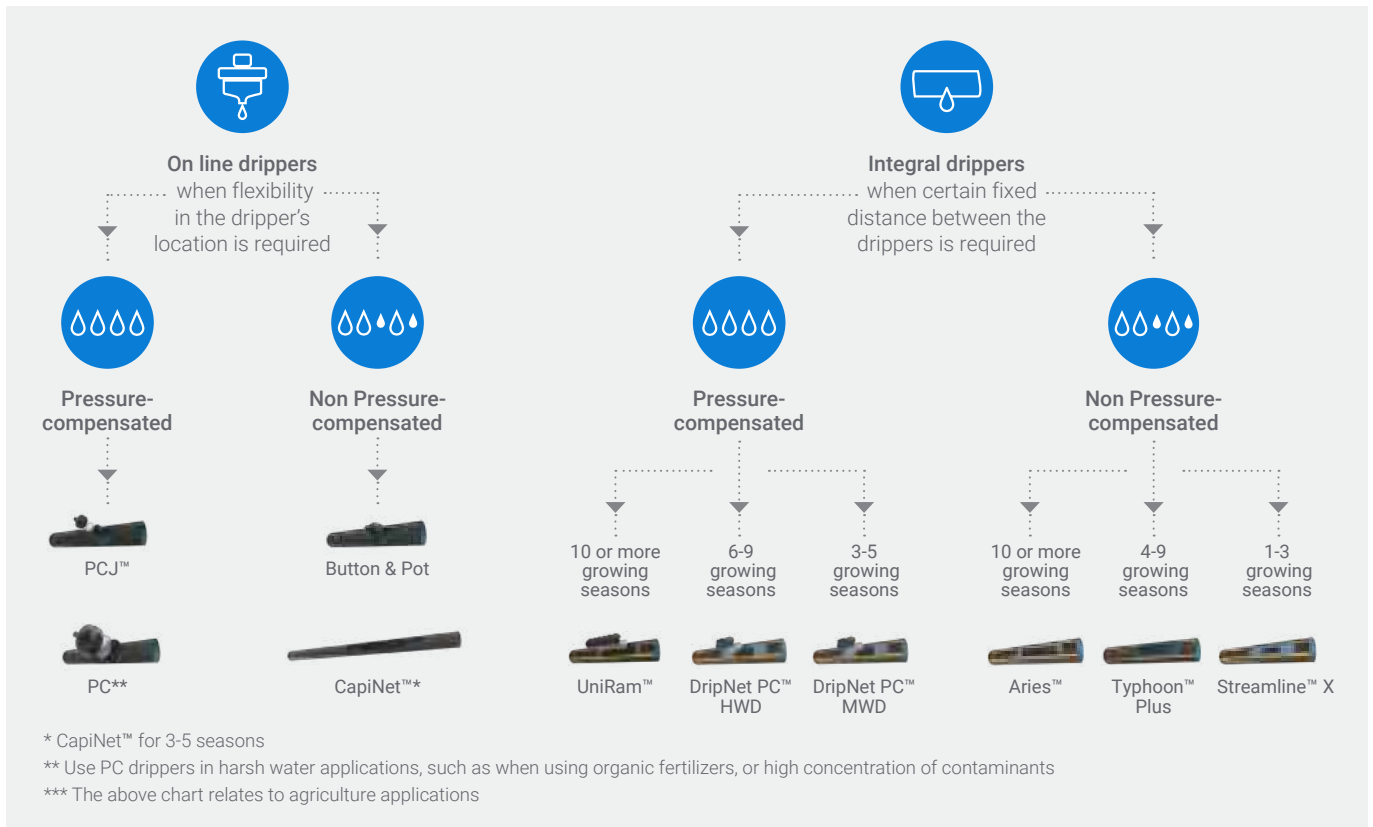 On line drippers
when flexibility
in the dripper's
location is required
Integral drippers
when certain fixed
distance between the
drippers is required
Pressure-
compensated
Non Pressure-
compensated
Pressure-
compensated
Non Pressure-
compensated
PCJ™
Button & Pot
PC**
CapiNet™*
10 or more
growing
seasons
6-9
growing
seasons
3-5
growing
seasons
10 or more
growing
seasons
4-9
growing
seasons
1-3
growing
seasons
UniRam™
DripNet PC™
HWD
DripNet PC™
MWD
Aries™
Typhoon™
Plus
Streamline™ X
* CapiNet™ for 3-5 seasons
** Use PC drippers in harsh water applications, such as when using organic fertilizers, or high concentration of contaminants
*** The above chart relates to agriculture applications